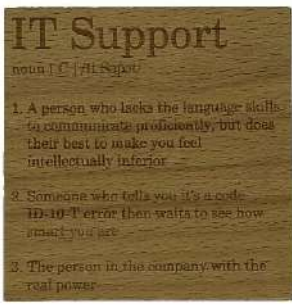 IT Support
noun [ C ]
1. A person who lacks the language skills
to communicate proficiently, but does
their best to make you feel
intellectually inferior
2. Someone who tells you it's a code
ID-10-T error then waits to see how
smart you are
3. The person in the company with the
real power